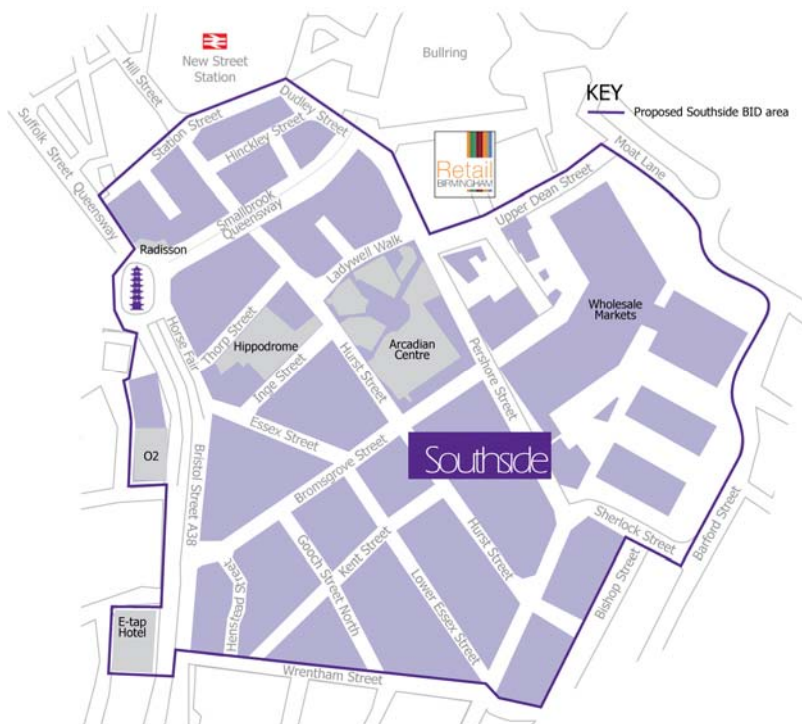 New Street
Station
Bullring
KEY
Proposed Southside BID area
Hill Street
Suffolk Street Queensway
Station Street
Dudley Street
Hinckley Street
Retail
BIRMINGHAM
Moat Lane
Smallbrook
Queensway
Upper Dean Street
Ladywell Walk
Radisson
Wholesale
Markets
Horse Fair
Thorp Street
Hippodrome
Arcadian
Centre
Inge Street
Hurst Street
Pershore Street
Essex Street
Southside
Bromsgrove Street
O2
Bristol Street A38
Sherlock Street
Barford Street
Hurst Street
Kent Street
Gooch Street North
Henstead Street
Lower Essex Street
Bishop Street
E-tap
Hotel
Wrentham Street